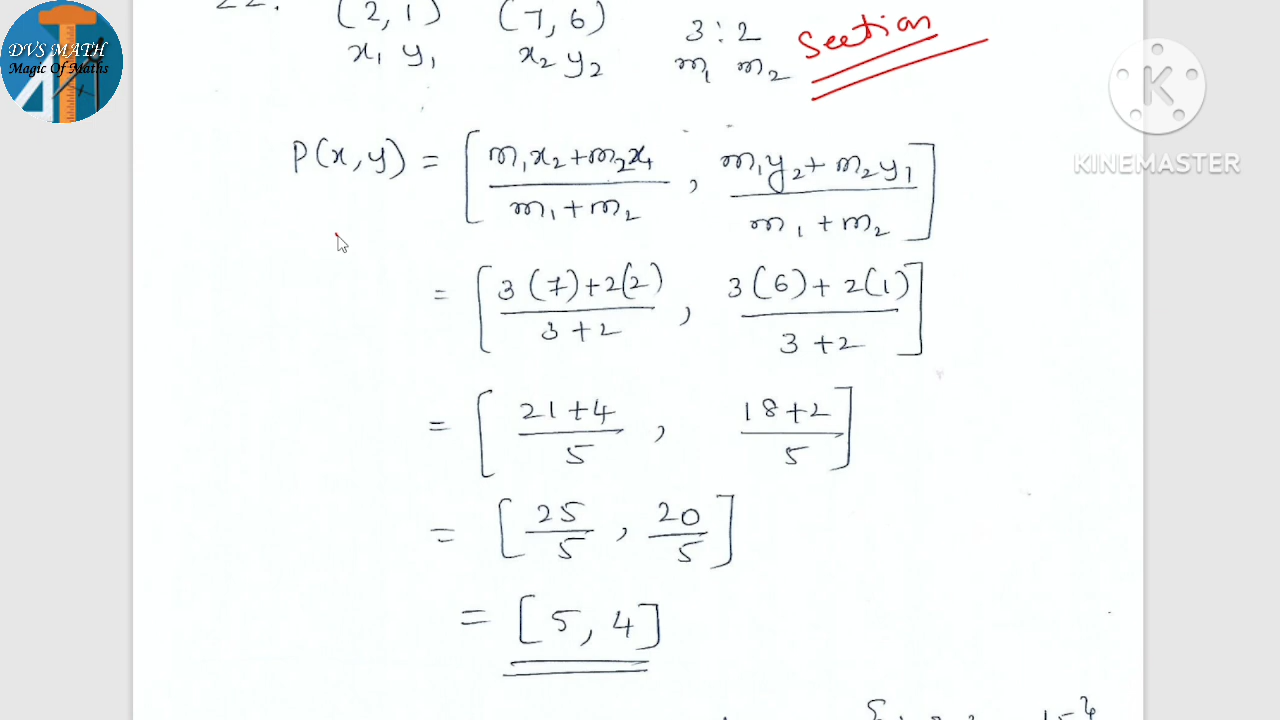 22. (2, 1) (7, 6) 3 : 2 Section
x₁ y₁ x₂ y₂ m₁ m₂
DVS MATH
Magic Of Maths
KINEMASTER
P(x, y) = [ (m₁x₂+m₂x₁)/(m₁+m₂) , (m₁y₂+m₂y₁)/(m₁+m₂) ]
= [ (3(7)+2(2))/(3+2) , (3(6)+2(1))/(3+2) ]
= [ (21+4)/5 , (18+2)/5 ]
= [ 25/5 , 20/5 ]
= [5, 4]